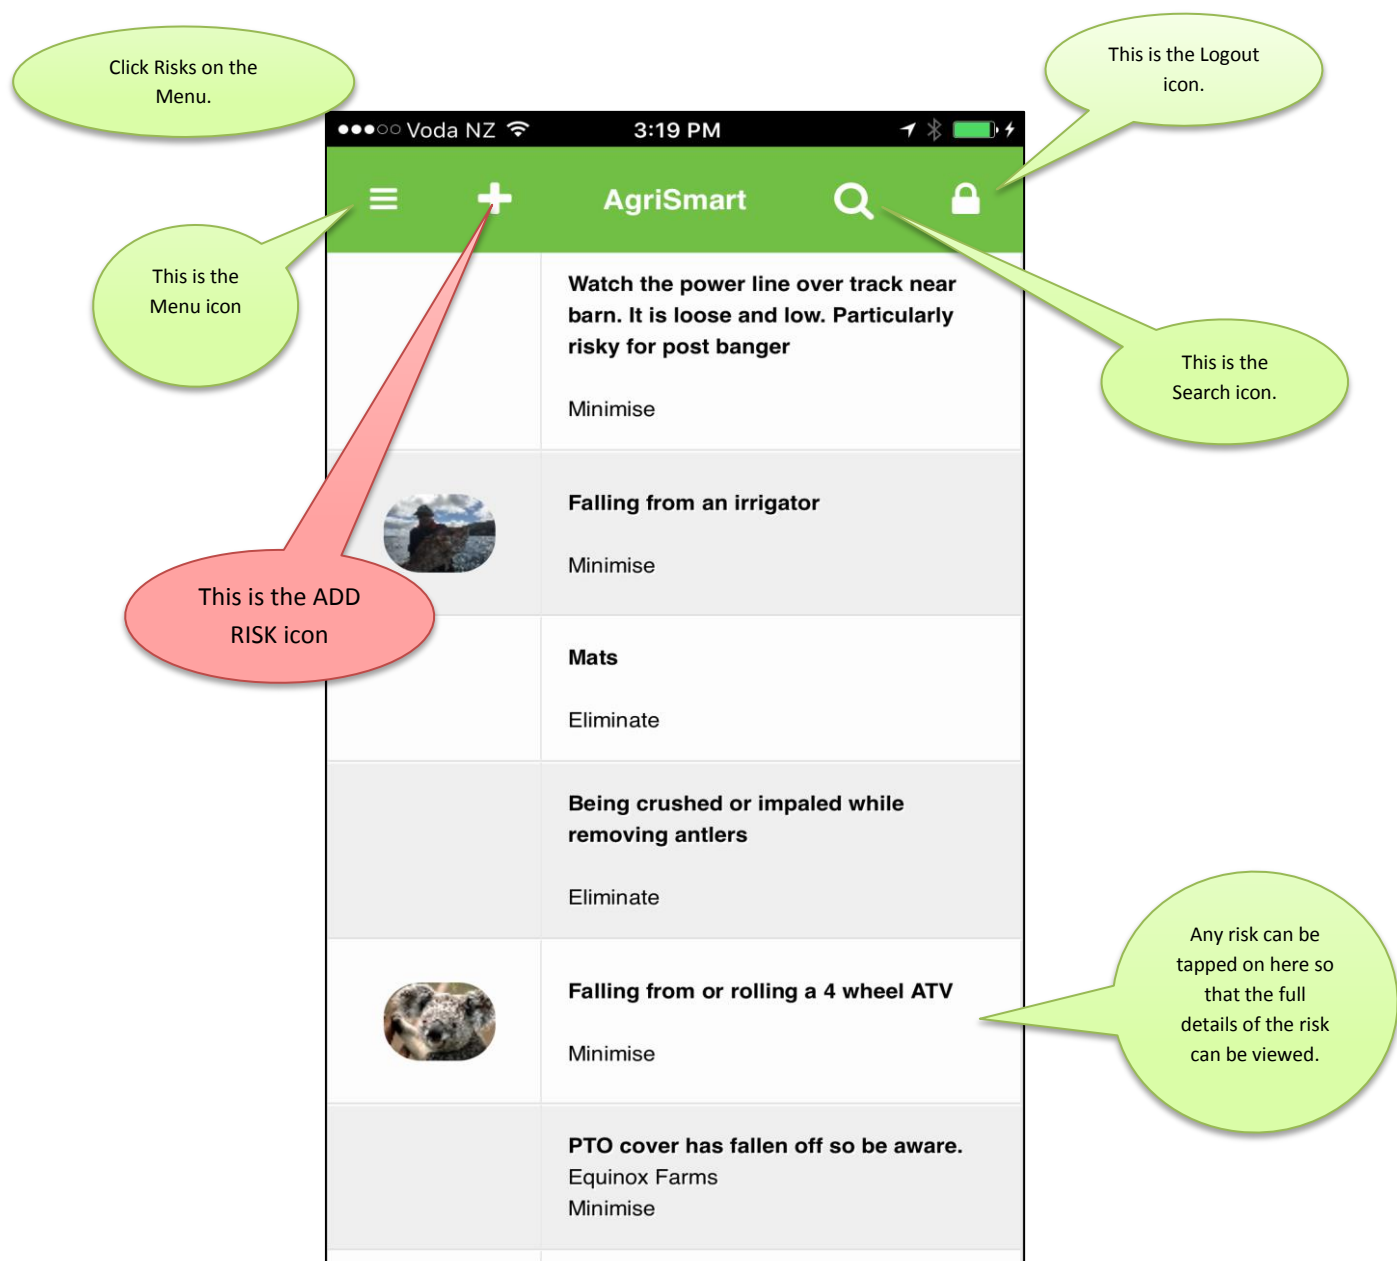 Click Risks on the
Menu.
This is the Logout
icon.
Voda NZ 3:19 PM
AgriSmart
This is the
Menu icon
Watch the power line over track near
barn. It is loose and low. Particularly
risky for post banger
Minimise
This is the
Search icon.
Falling from an irrigator
Minimise
This is the ADD
RISK icon
Mats
Eliminate
Being crushed or impaled while
removing antlers
Eliminate
Falling from or rolling a 4 wheel ATV
Minimise
Any risk can be
tapped on here so
that the full
details of the risk
can be viewed.
PTO cover has fallen off so be aware.
Equinox Farms
Minimise